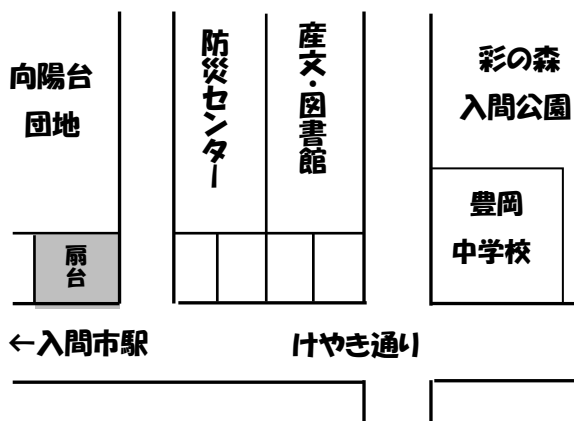 向陽台
団地
防災センター
産文・図書館
彩の森
入間公園
豊岡
中学校
扇台
←入間市駅
けやき通り